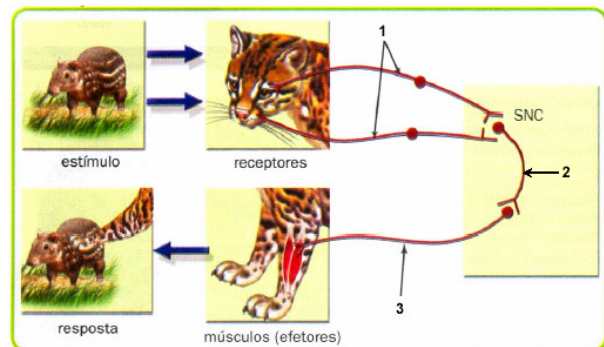 1
SNC
estímulo
receptores
2
3
resposta
músculos (efetores)